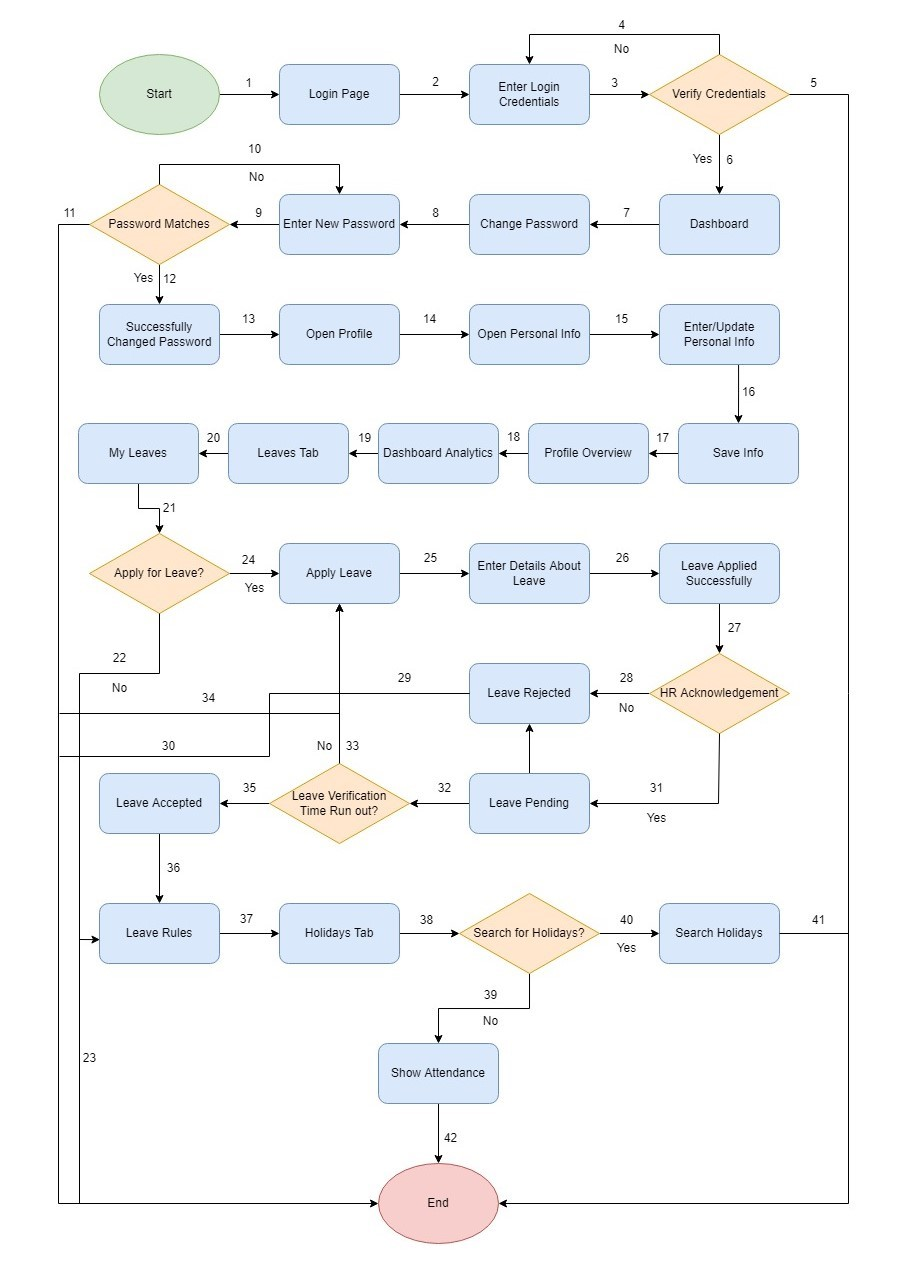 4
No
Start
1
Login Page
2
Enter Login
Credentials
3
Verify Credentials
5
10
No
Yes
6
11
Password Matches
9
Enter New Password
8
Change Password
7
Dashboard
Yes
12
Successfully
Changed Password
13
Open Profile
14
Open Personal Info
15
Enter/Update
Personal Info
16
My Leaves
20
Leaves Tab
19
Dashboard Analytics
18
Profile Overview
17
Save Info
21
Apply for Leave?
24
Yes
Apply Leave
25
Enter Details About
Leave
26
Leave Applied
Successfully
27
22
No
29
Leave Rejected
28
No
HR Acknowledgement
34
30
No
33
Leave Accepted
35
Leave Verification
Time Run out?
32
Leave Pending
31
Yes
36
Leave Rules
37
Holidays Tab
38
Search for Holidays?
40
Yes
Search Holidays
41
39
No
23
Show Attendance
42
End